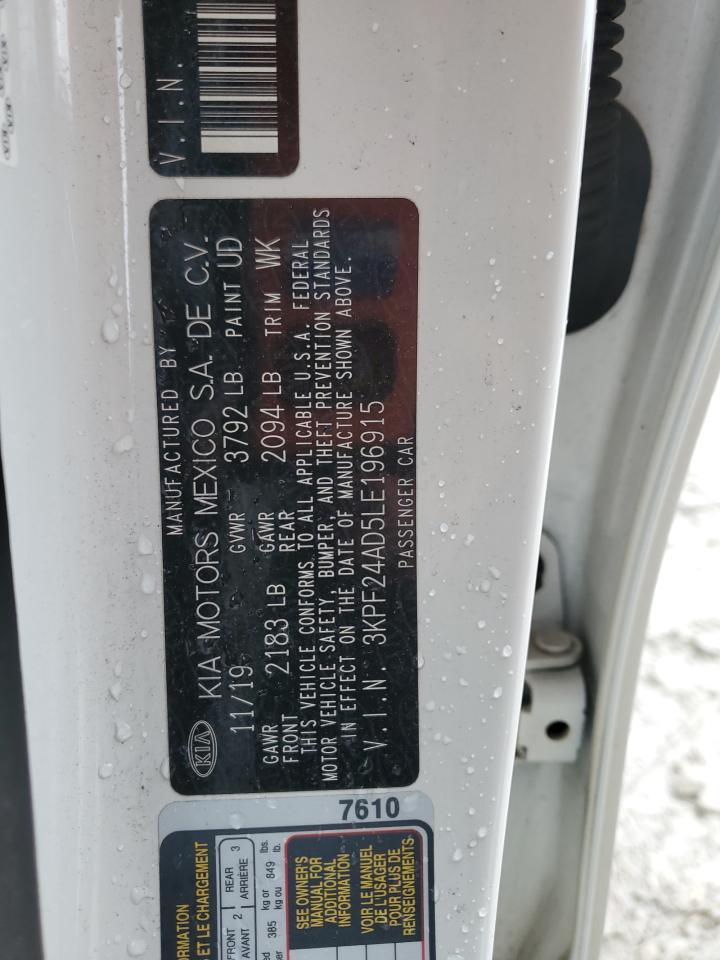 V.I.N.
MANUFACTURED BY
KIA KIA MOTORS MEXICO S.A. DE C.V.
11/19 GVWR 3792 LB PAINT UD
GAWR FRONT 2183 LB GAWR REAR 2094 LB TRIM WK
THIS VEHICLE CONFORMS TO ALL APPLICABLE U.S.A. FEDERAL
MOTOR VEHICLE SAFETY, BUMPER, AND THEFT PREVENTION STANDARDS
IN EFFECT ON THE DATE OF MANUFACTURE SHOWN ABOVE.
V.I.N. 3KPF24AD5LE196915
PASSENGER CAR
7610
ET LE CHARGEMENT
FRONT 2 REAR 3
AVANT 2 ARRIÈRE
385 kg or 849 lbs.
kg ou lb.
SEE OWNER'S
MANUAL FOR
ADDITIONAL
INFORMATION
VOIR LE MANUEL
DE L'USAGER
POUR PLUS DE
RENSEIGNEMENTS